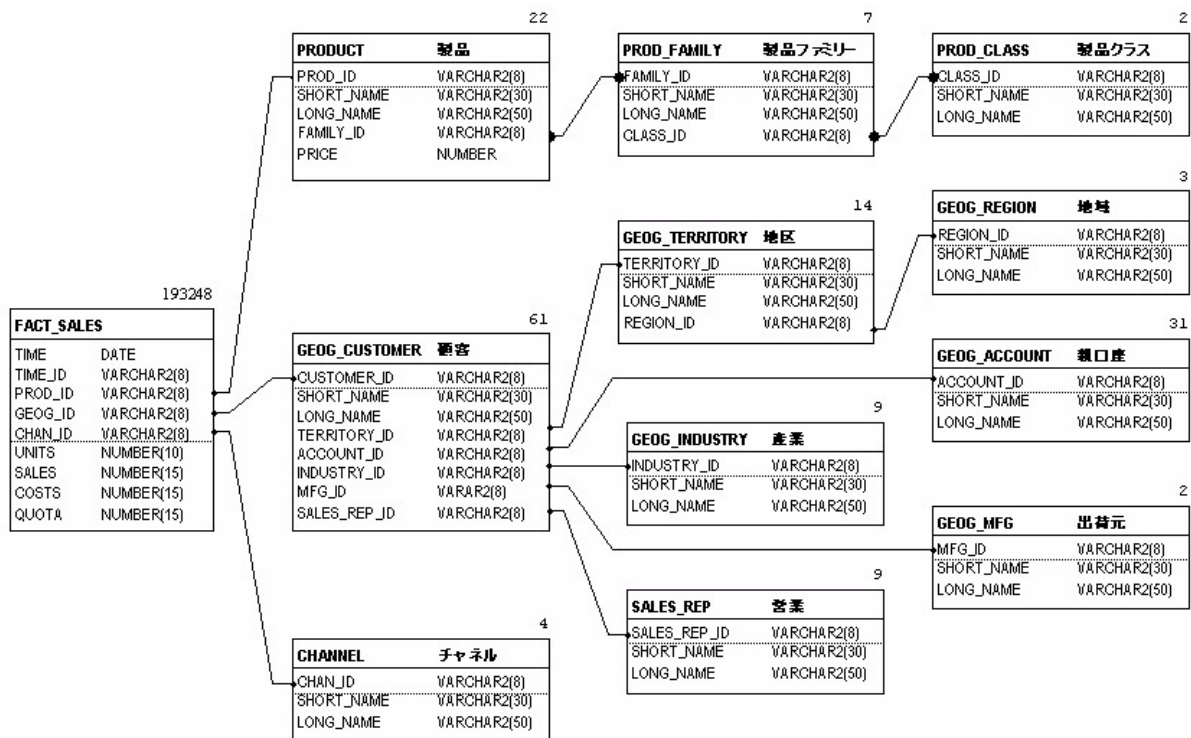 22
PRODUCT 製品
PROD_ID VARCHAR2(8)
SHORT_NAME VARCHAR2(30)
LONG_NAME VARCHAR2(50)
FAMILY_ID VARCHAR2(8)
PRICE NUMBER
7
PROD_FAMILY 製品ファミリー
FAMILY_ID VARCHAR2(8)
SHORT_NAME VARCHAR2(30)
LONG_NAME VARCHAR2(50)
CLASS_ID VARCHAR2(8)
2
PROD_CLASS 製品クラス
CLASS_ID VARCHAR2(8)
SHORT_NAME VARCHAR2(30)
LONG_NAME VARCHAR2(50)
14
GEOG_TERRITORY 地区
TERRITORY_ID VARCHAR2(8)
SHORT_NAME VARCHAR2(30)
LONG_NAME VARCHAR2(50)
REGION_ID VARCHAR2(8)
3
GEOG_REGION 地域
REGION_ID VARCHAR2(8)
SHORT_NAME VARCHAR2(30)
LONG_NAME VARCHAR2(50)
193248
FACT_SALES
TIME DATE
TIME_ID VARCHAR2(8)
PROD_ID VARCHAR2(8)
GEOG_ID VARCHAR2(8)
CHAN_ID VARCHAR2(8)
UNITS NUMBER(10)
SALES NUMBER(15)
COSTS NUMBER(15)
QUOTA NUMBER(15)
61
GEOG_CUSTOMER 顧客
CUSTOMER_ID VARCHAR2(8)
SHORT_NAME VARCHAR2(30)
LONG_NAME VARCHAR2(50)
TERRITORY_ID VARCHAR2(8)
ACCOUNT_ID VARCHAR2(8)
INDUSTRY_ID VARCHAR2(8)
MFG_ID VARAR2(8)
SALES_REP_ID VARCHAR2(8)
31
GEOG_ACCOUNT 親口座
ACCOUNT_ID VARCHAR2(8)
SHORT_NAME VARCHAR2(30)
LONG_NAME VARCHAR2(50)
9
GEOG_INDUSTRY 産業
INDUSTRY_ID VARCHAR2(8)
SHORT_NAME VARCHAR2(30)
LONG_NAME VARCHAR2(50)
2
GEOG_MFG 出荷元
MFG_ID VARCHAR2(8)
SHORT_NAME VARCHAR2(30)
LONG_NAME VARCHAR2(50)
9
SALES_REP 営業
SALES_REP_ID VARCHAR2(8)
SHORT_NAME VARCHAR2(30)
LONG_NAME VARCHAR2(50)
4
CHANNEL チャネル
CHAN_ID VARCHAR2(8)
SHORT_NAME VARCHAR2(30)
LONG_NAME VARCHAR2(50)